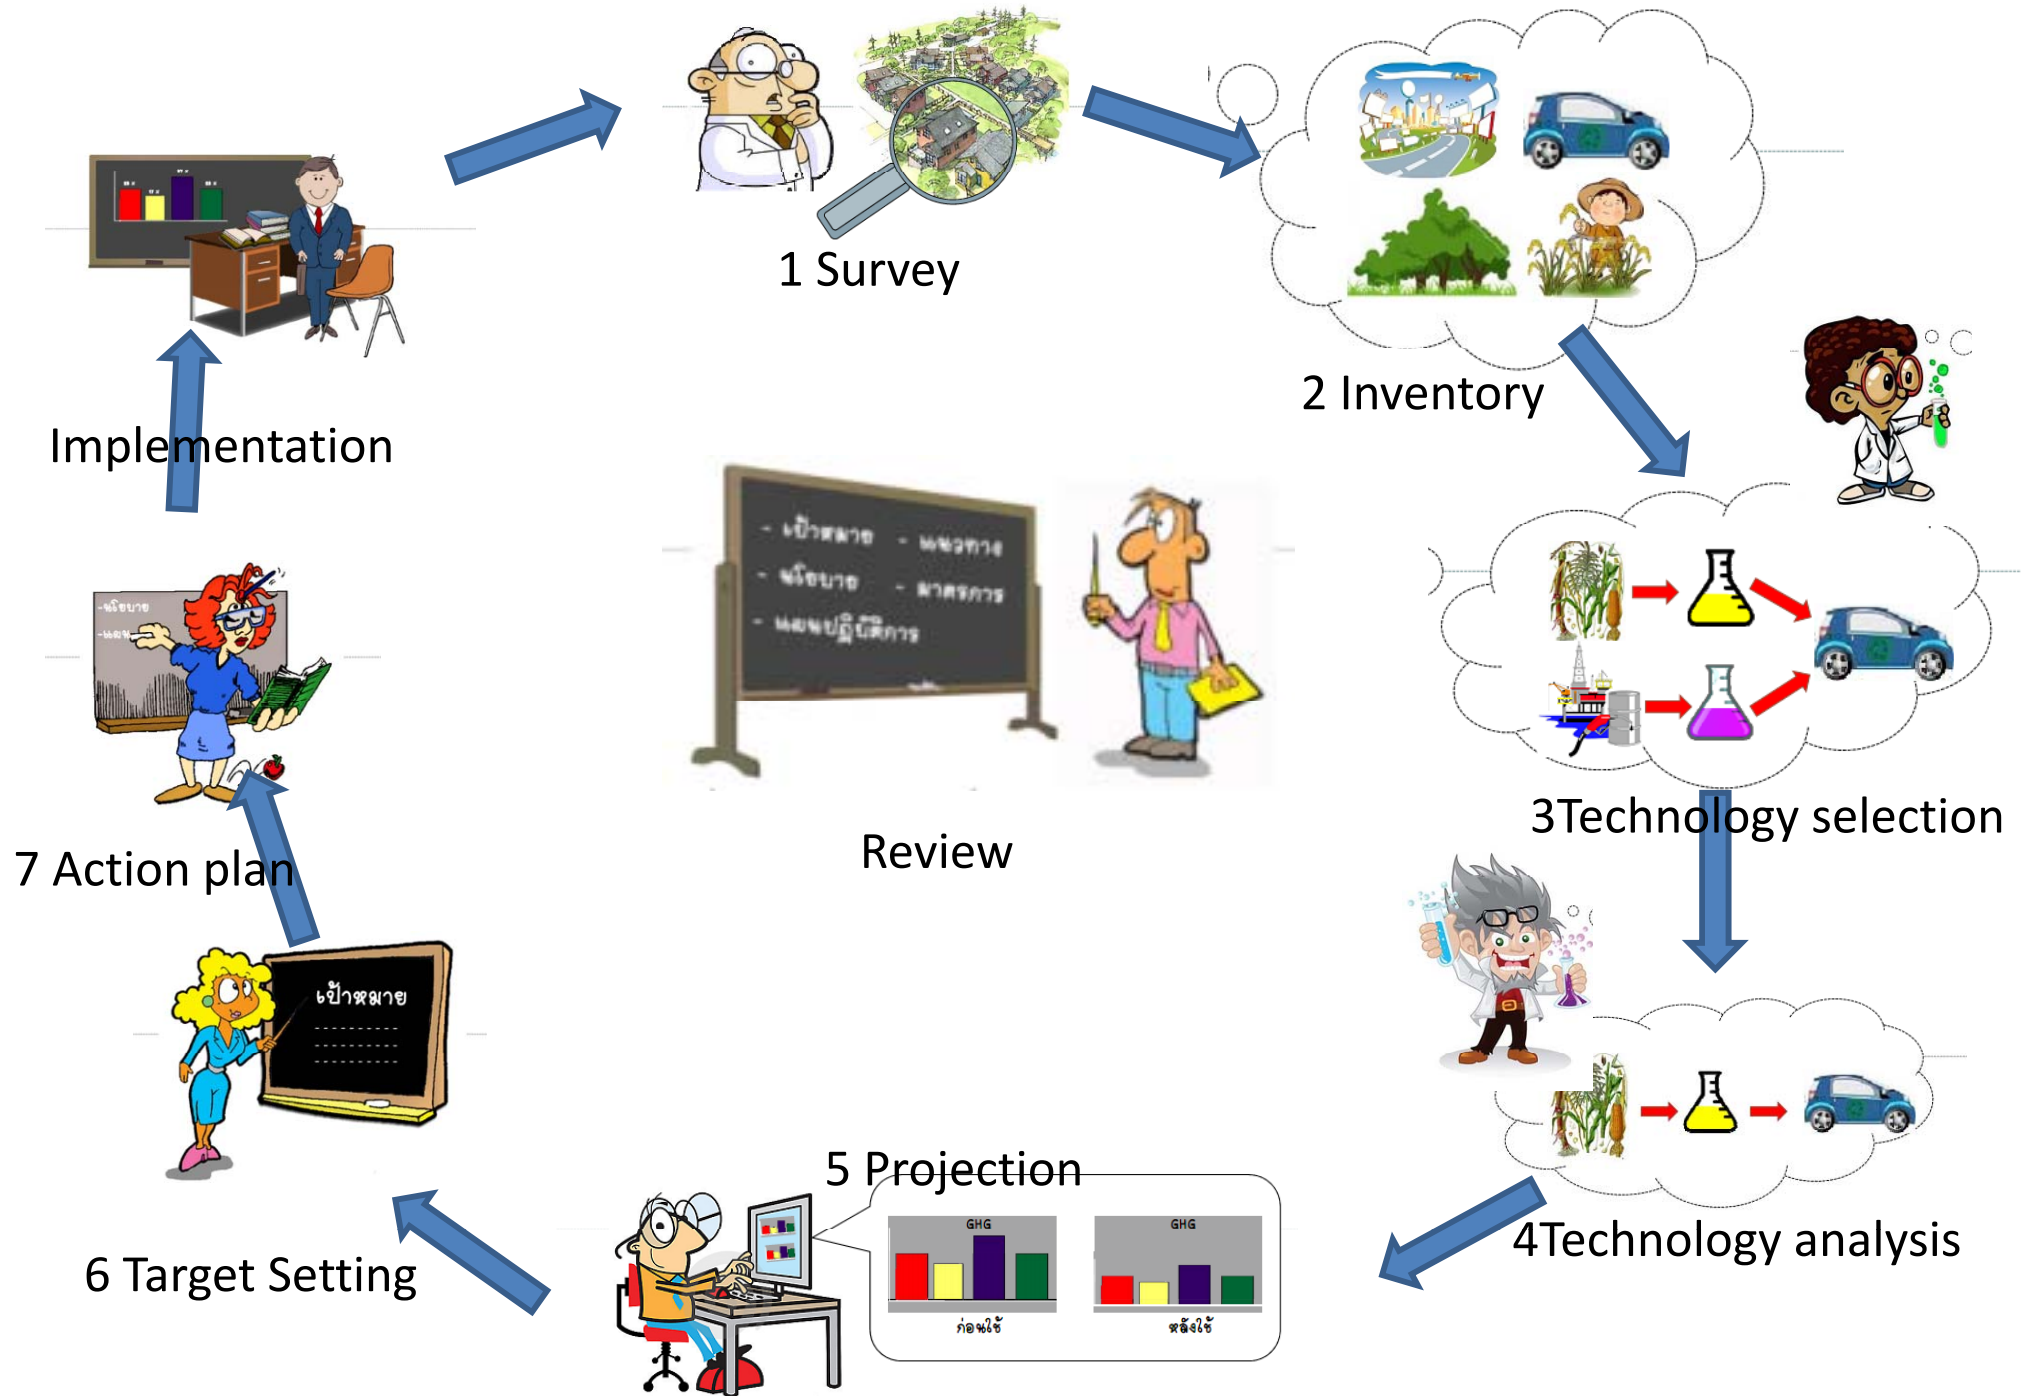 1 Survey
2 Inventory
3Technology selection
4Technology analysis
5 Projection
GHG
GHG
ก่อนใช้
หลังใช้
6 Target Setting
เป้าหมาย
7 Action plan
-นโยบาย
-แผน
Implementation
- เป้าหมาย - แนวทาง
- นโยบาย - มาตรการ
- แผนปฏิบัติการ
Review